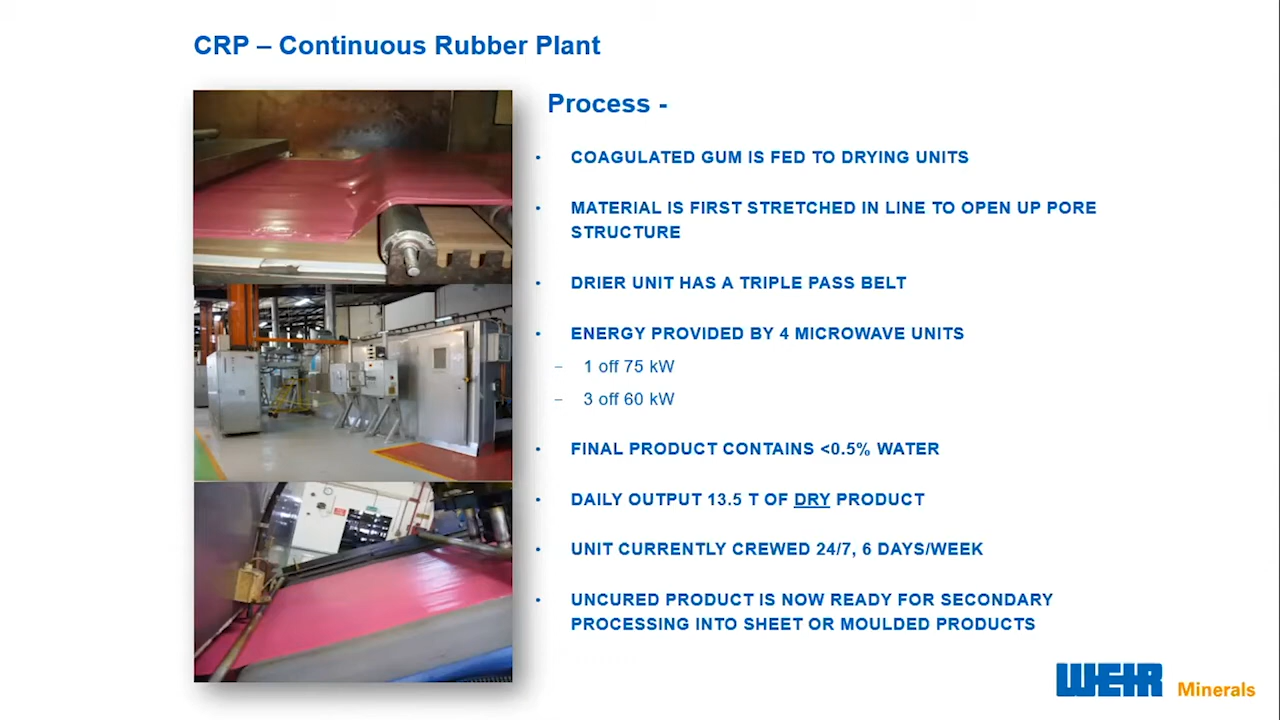 CRP – Continuous Rubber Plant
Process -
• COAGULATED GUM IS FED TO DRYING UNITS
• MATERIAL IS FIRST STRETCHED IN LINE TO OPEN UP PORE
STRUCTURE
• DRIER UNIT HAS A TRIPLE PASS BELT
• ENERGY PROVIDED BY 4 MICROWAVE UNITS
– 1 off 75 kW
– 3 off 60 kW
• FINAL PRODUCT CONTAINS <0.5% WATER
• DAILY OUTPUT 13.5 T OF DRY PRODUCT
• UNIT CURRENTLY CREWED 24/7, 6 DAYS/WEEK
• UNCURED PRODUCT IS NOW READY FOR SECONDARY
PROCESSING INTO SHEET OR MOULDED PRODUCTS
WEIR Minerals